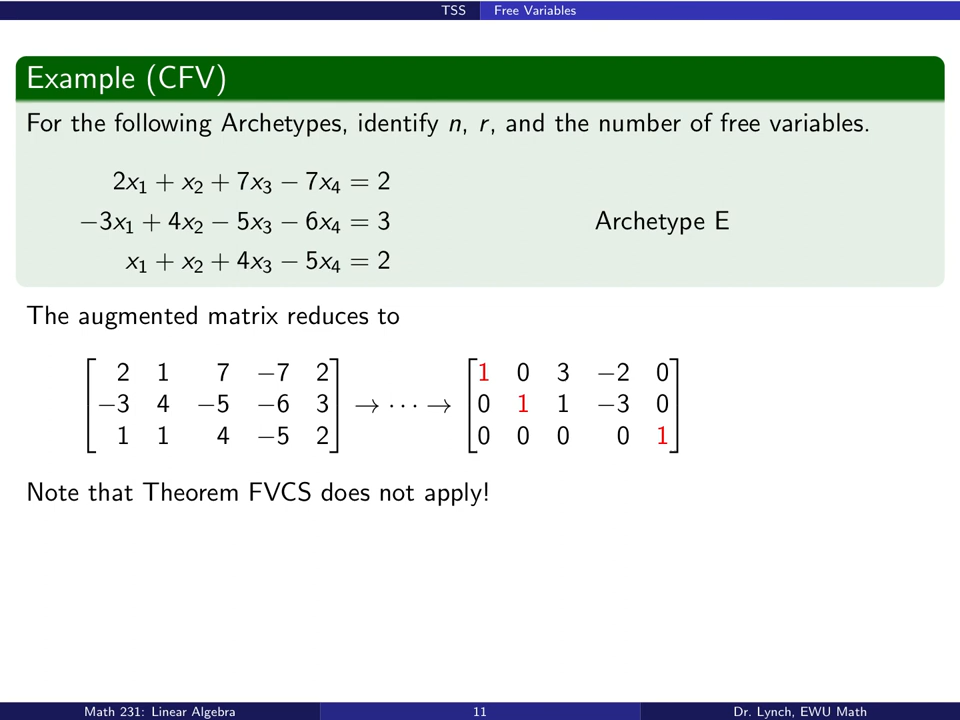 TSS Free Variables
Example (CFV)
For the following Archetypes, identify n, r, and the number of free variables.
2x₁ + x₂ + 7x₃ − 7x₄ = 2
−3x₁ + 4x₂ − 5x₃ − 6x₄ = 3 Archetype E
x₁ + x₂ + 4x₃ − 5x₄ = 2
The augmented matrix reduces to
2 1 7 −7 2 1 0 3 −2 0
−3 4 −5 −6 3 → ⋯ → 0 1 1 −3 0
1 1 4 −5 2 0 0 0 0 1
Note that Theorem FVCS does not apply!
Math 231: Linear Algebra 11 Dr. Lynch, EWU Math